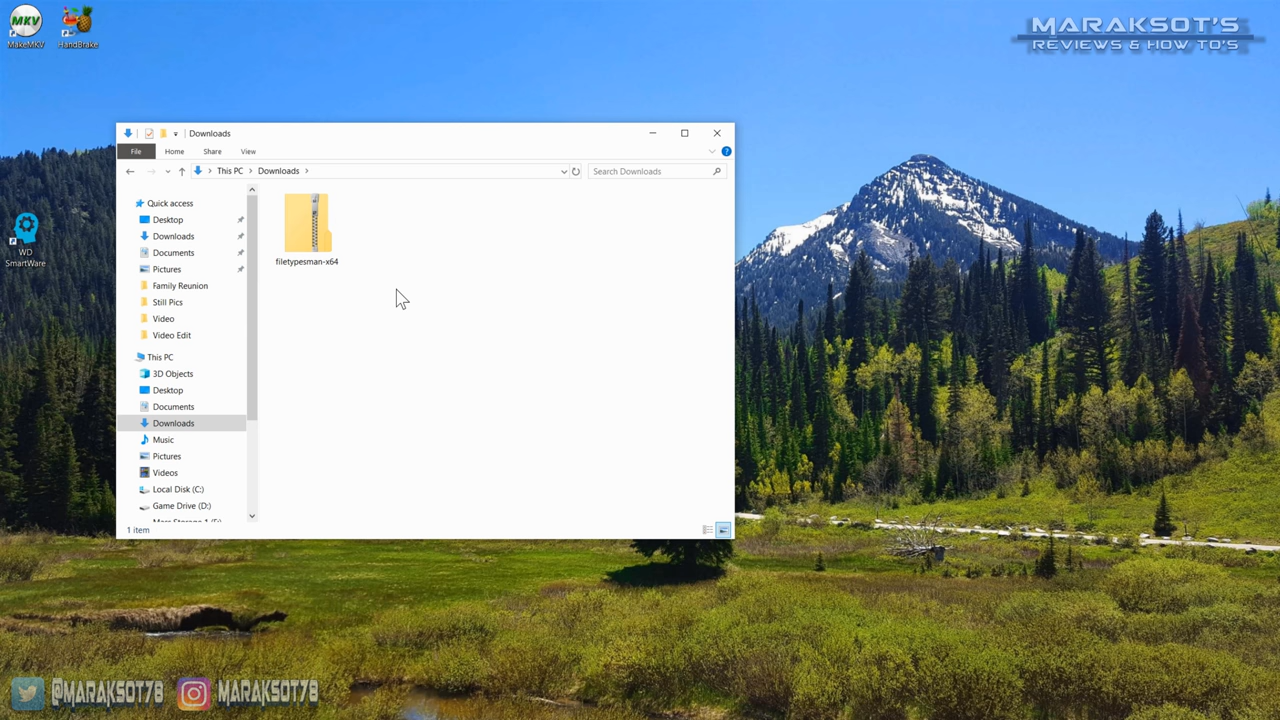 MakeMKV
HandBrake
MARAKSOT'S
REVIEWS & HOW TO'S
WD
SmartWare
Downloads
File
Home
Share
View
This PC
Downloads
Search Downloads
Quick access
Desktop
Downloads
Documents
Pictures
Family Reunion
Still Pics
Video
Video Edit
This PC
3D Objects
Desktop
Documents
Downloads
Music
Pictures
Videos
Local Disk (C:)
Game Drive (D:)
filetypesman-x64
1 item
@MARAKSOT78
MARAKSOT78